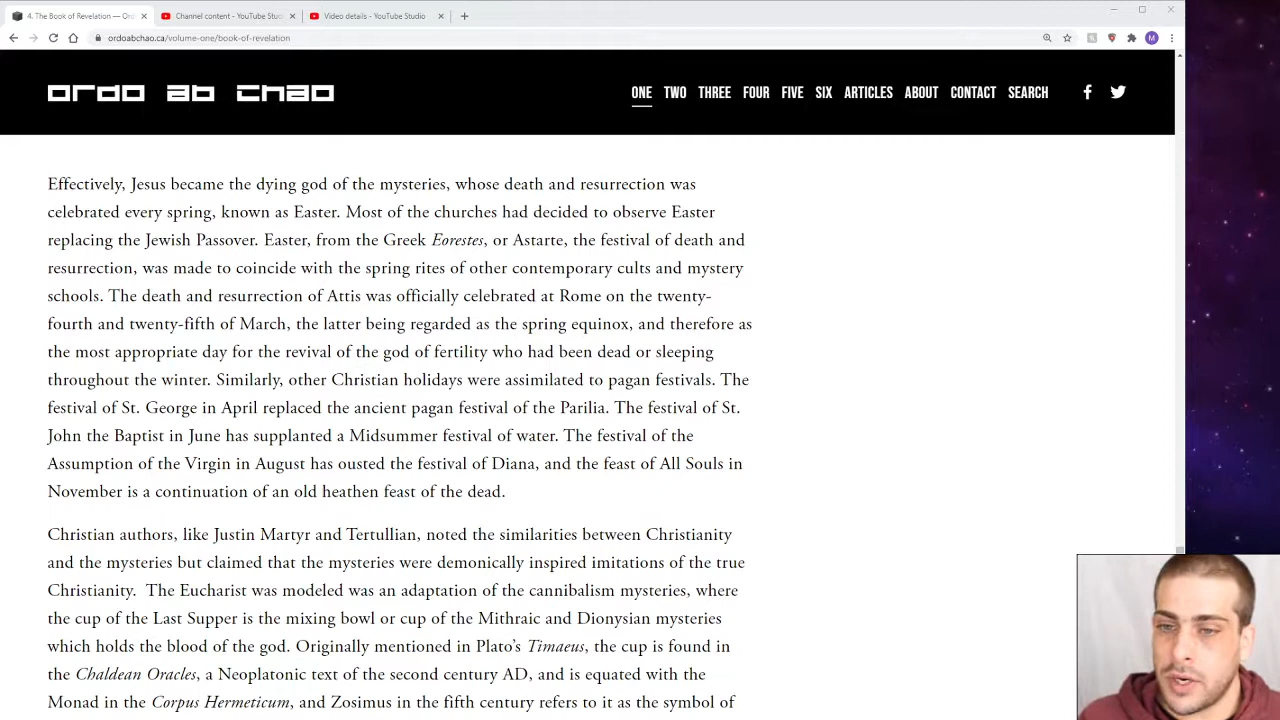 4. The Book of Revelation — Ord
Channel content - YouTube Studi
Video details - YouTube Studio
ordoabchao.ca/volume-one/book-of-revelation
M
ordo ab chao
ONE TWO THREE FOUR FIVE SIX ARTICLES ABOUT CONTACT SEARCH
Effectively, Jesus became the dying god of the mysteries, whose death and resurrection was
celebrated every spring, known as Easter. Most of the churches had decided to observe Easter
replacing the Jewish Passover. Easter, from the Greek Eorestes, or Astarte, the festival of death and
resurrection, was made to coincide with the spring rites of other contemporary cults and mystery
schools. The death and resurrection of Attis was officially celebrated at Rome on the twenty-
fourth and twenty-fifth of March, the latter being regarded as the spring equinox, and therefore as
the most appropriate day for the revival of the god of fertility who had been dead or sleeping
throughout the winter. Similarly, other Christian holidays were assimilated to pagan festivals. The
festival of St. George in April replaced the ancient pagan festival of the Parilia. The festival of St.
John the Baptist in June has supplanted a Midsummer festival of water. The festival of the
Assumption of the Virgin in August has ousted the festival of Diana, and the feast of All Souls in
November is a continuation of an old heathen feast of the dead.
Christian authors, like Justin Martyr and Tertullian, noted the similarities between Christianity
and the mysteries but claimed that the mysteries were demonically inspired imitations of the true
Christianity.  The Eucharist was modeled was an adaptation of the cannibalism mysteries, where
the cup of the Last Supper is the mixing bowl or cup of the Mithraic and Dionysian mysteries
which holds the blood of the god. Originally mentioned in Plato’s Timaeus, the cup is found in
the Chaldean Oracles, a Neoplatonic text of the second century AD, and is equated with the
Monad in the Corpus Hermeticum, and Zosimus in the fifth century refers to it as the symbol of